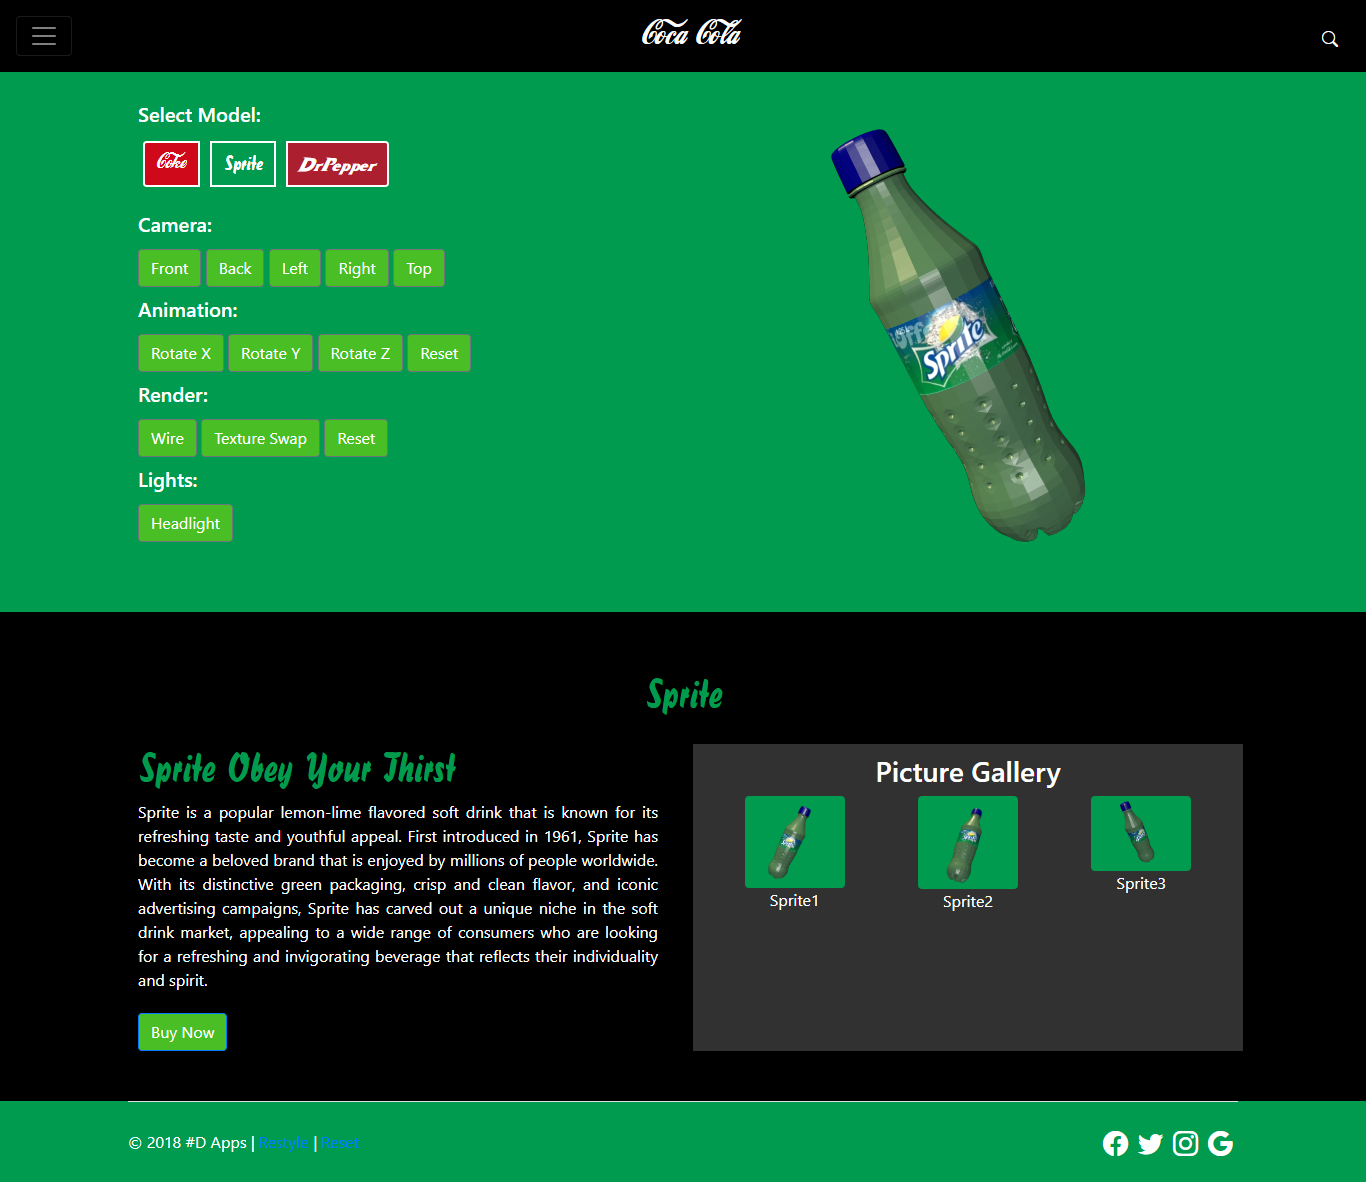 Coca Cola
Select Model:
Coke Sprite DrPepper
Camera:
Front Back Left Right Top
Animation:
Rotate X Rotate Y Rotate Z Reset
Render:
Wire Texture Swap Reset
Lights:
Headlight
Sprite
Sprite
Sprite Obey Your Thirst
Sprite is a popular lemon-lime flavored soft drink that is known for its
refreshing taste and youthful appeal. First introduced in 1961, Sprite has
become a beloved brand that is enjoyed by millions of people worldwide.
With its distinctive green packaging, crisp and clean flavor, and iconic
advertising campaigns, Sprite has carved out a unique niche in the soft
drink market, appealing to a wide range of consumers who are looking
for a refreshing and invigorating beverage that reflects their individuality
and spirit.
Buy Now
Picture Gallery
Sprite1
Sprite2
Sprite3
© 2018 #D Apps | Restyle | Reset